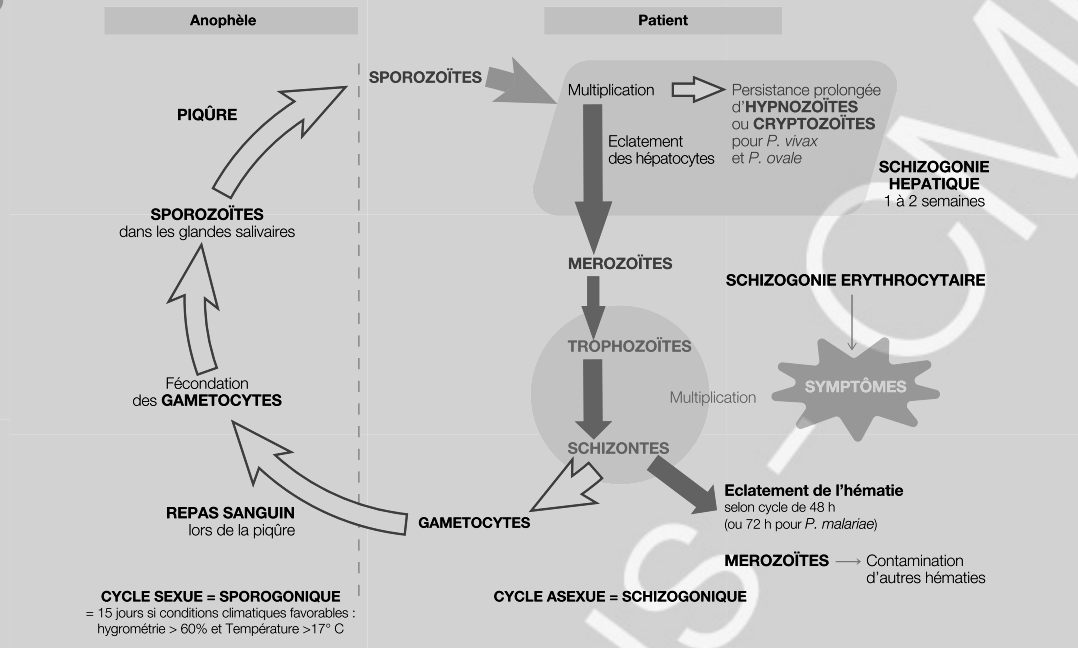 Anophèle
Patient
SPOROZOÏTES
PIQÛRE
Multiplication
Persistance prolongée
d'HYPNOZOÏTES
ou CRYPTOZOÏTES
pour P. vivax
et P. ovale
Eclatement
des hépatocytes
SCHIZOGONIE
HEPATIQUE
1 à 2 semaines
SPOROZOÏTES
dans les glandes salivaires
MEROZOÏTES
SCHIZOGONIE ERYTHROCYTAIRE
TROPHOZOÏTES
Fécondation
des GAMETOCYTES
Multiplication
SYMPTÔMES
SCHIZONTES
REPAS SANGUIN
lors de la piqûre
GAMETOCYTES
Eclatement de l'hématie
selon cycle de 48 h
(ou 72 h pour P. malariae)
MEROZOÏTES
Contamination
d'autres hématies
CYCLE SEXUE = SPOROGONIQUE
= 15 jours si conditions climatiques favorables :
hygrométrie > 60% et Température >17° C
CYCLE ASEXUE = SCHIZOGONIQUE